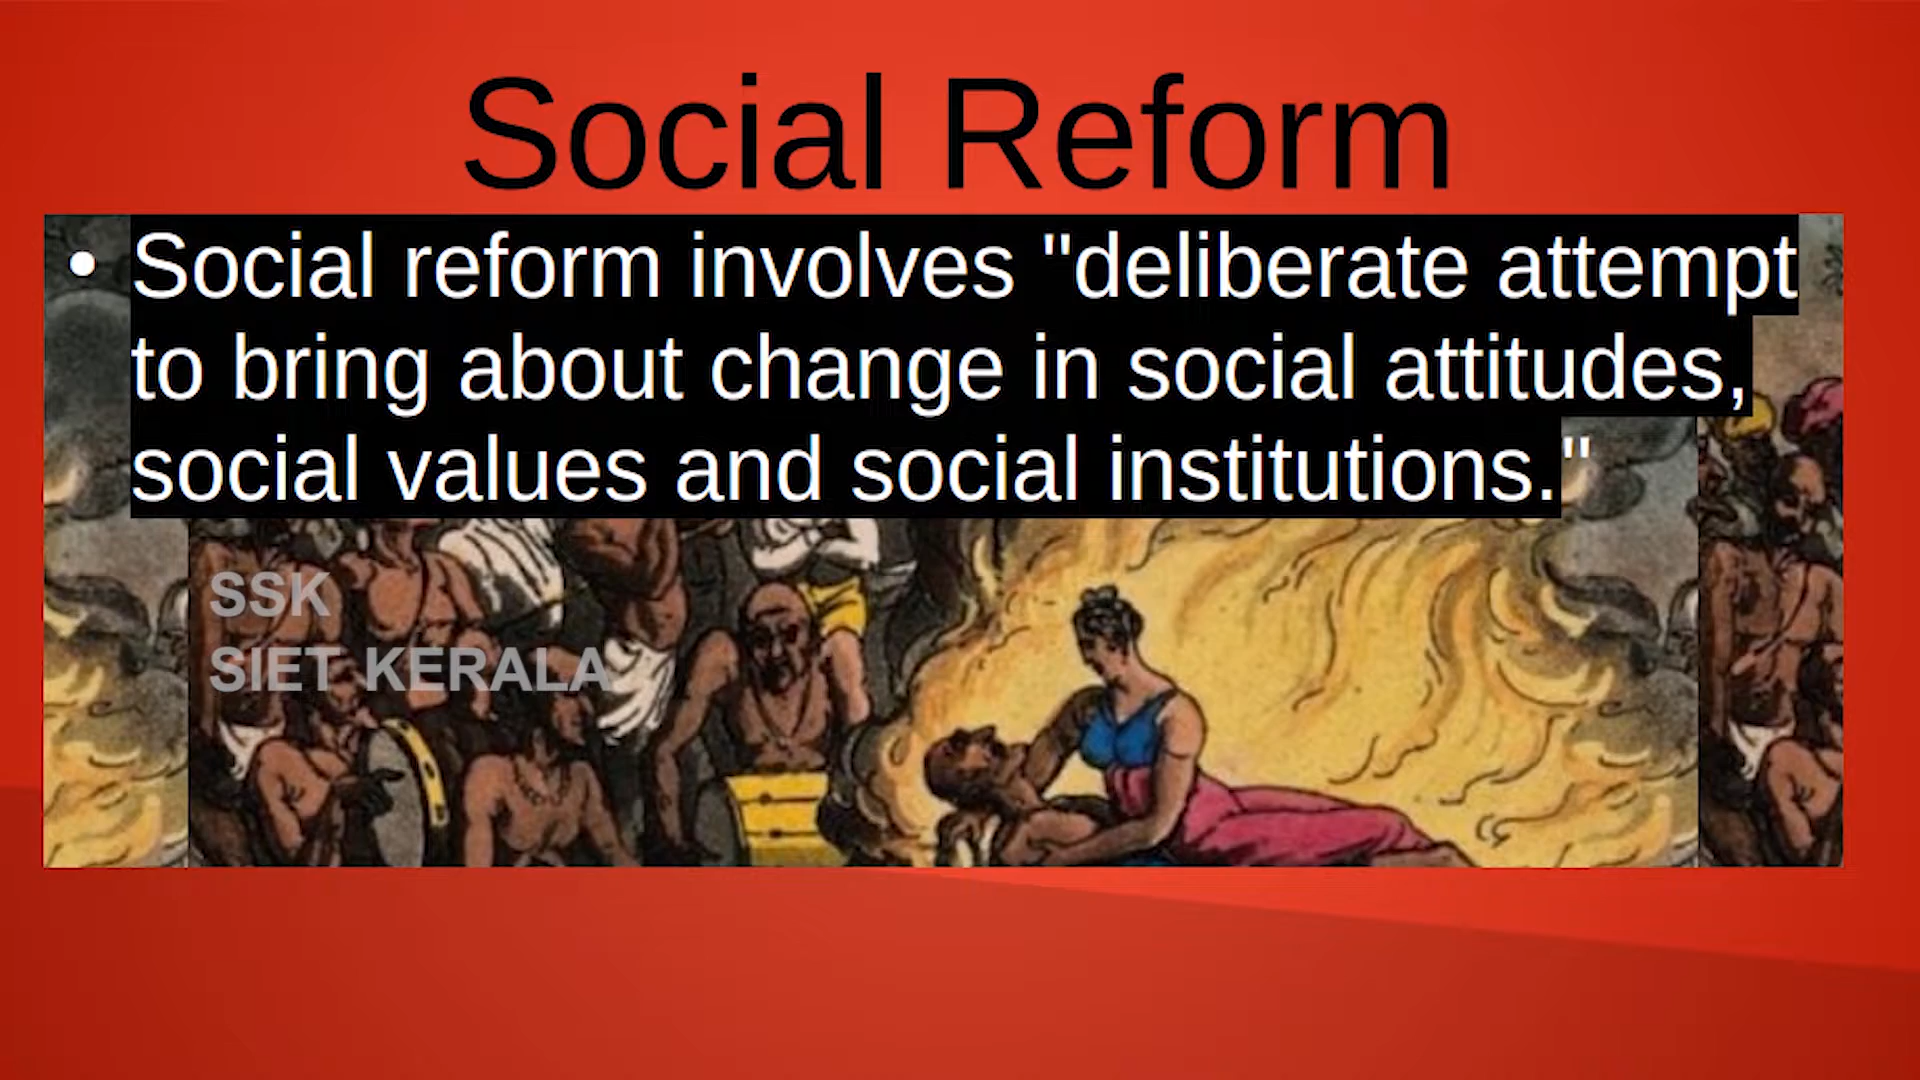 Social Reform
• Social reform involves "deliberate attempt
to bring about change in social attitudes,
social values and social institutions."
SSK
SIET KERALA